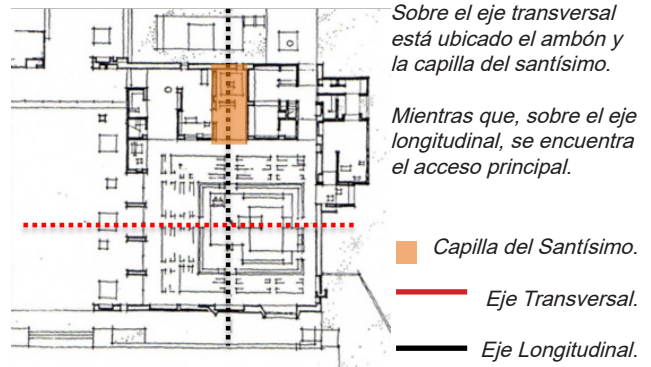 Sobre el eje transversal
está ubicado el ambón y
la capilla del santísimo.
Mientras que, sobre el eje
longitudinal, se encuentra
el acceso principal.
Capilla del Santísimo.
Eje Transversal.
Eje Longitudinal.